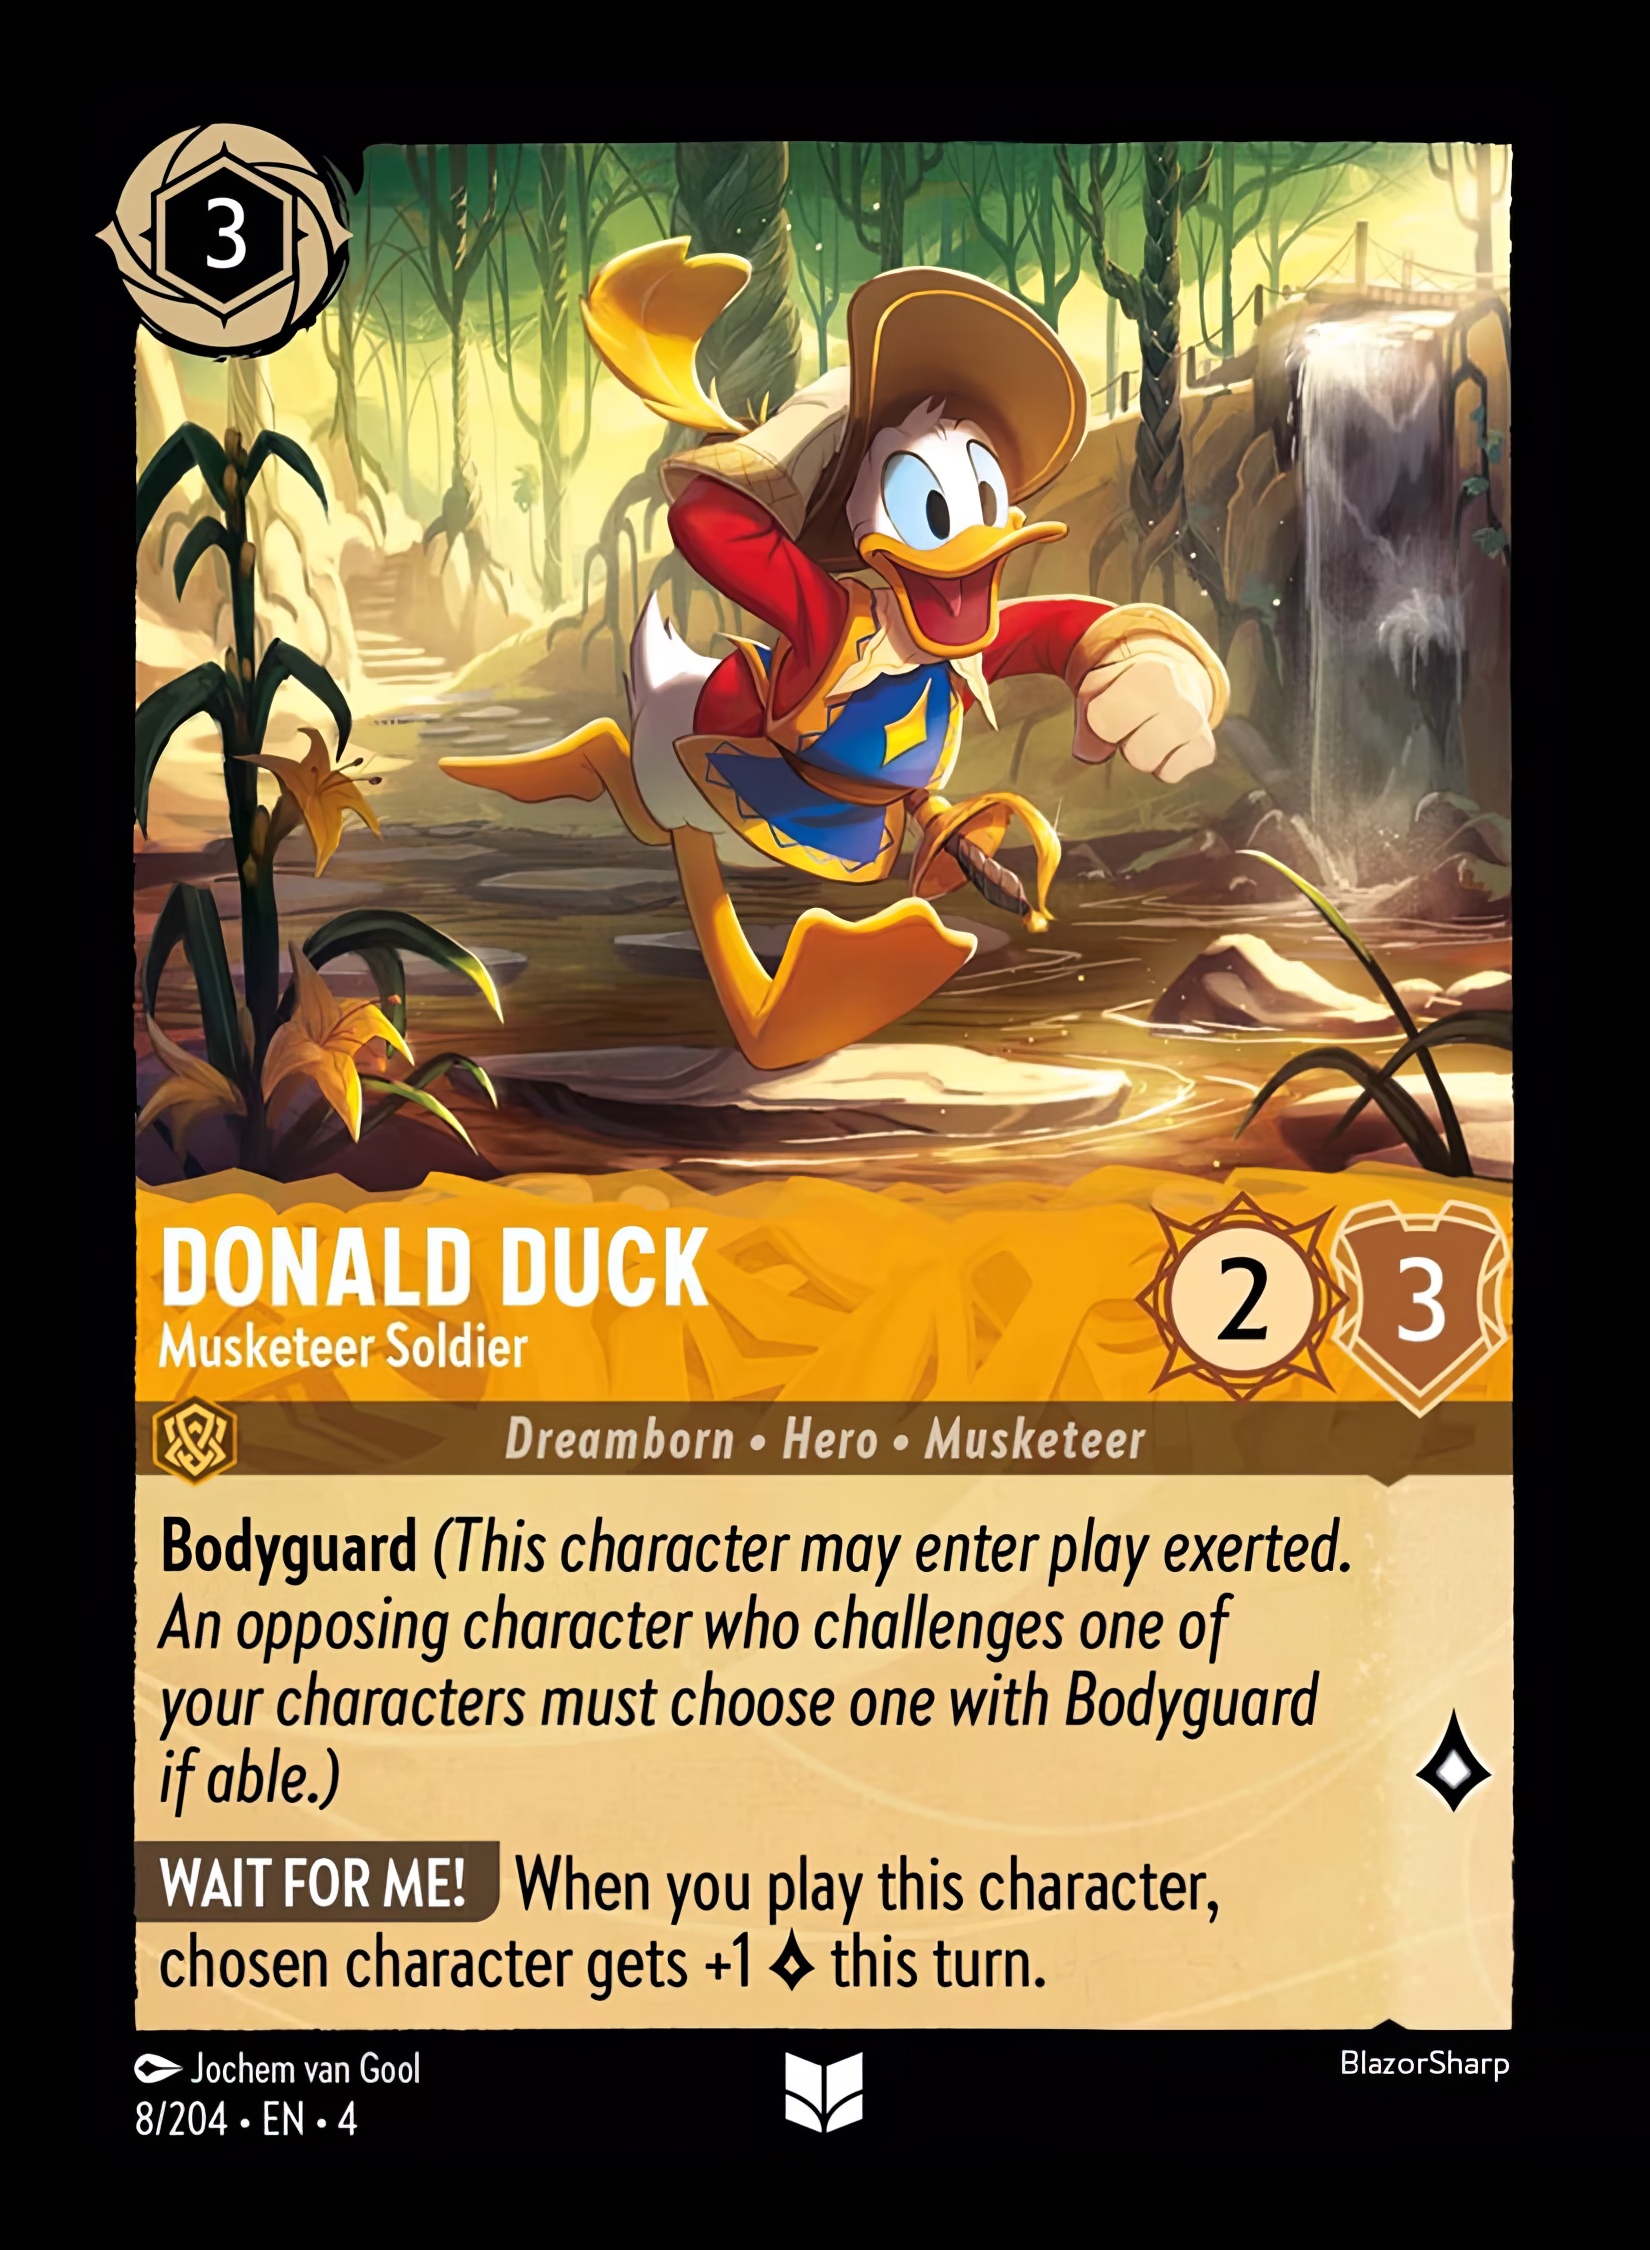 3
DONALD DUCK
Musketeer Soldier
2 3
Dreamborn • Hero • Musketeer
Bodyguard (This character may enter play exerted.
An opposing character who challenges one of
your characters must choose one with Bodyguard
if able.)
WAIT FOR ME! When you play this character,
chosen character gets +1 this turn.
Jochem van Gool
BlazorSharp
8/204 • EN • 4